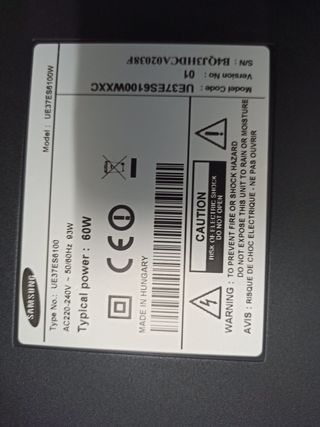 SAMSUNG
Model : UE37ES6100W
Type No.: UE37ES6100
AC220-240V ~ 50/60Hz 93W
Typical power : 60W
MADE IN HUNGARY
Model Code : UE37ES6100WXXC
Version No : 01
S/N : B4QJ3HDCA02038F
CAUTION
RISK OF ELECTRIC SHOCK
DO NOT OPEN
WARNING : TO PREVENT FIRE OR SHOCK HAZARD
DO NOT EXPOSE THIS UNIT TO RAIN OR MOISTURE
AVIS : RISQUE DE CHOC ELECTRIQUE - NE PAS OUVRIR